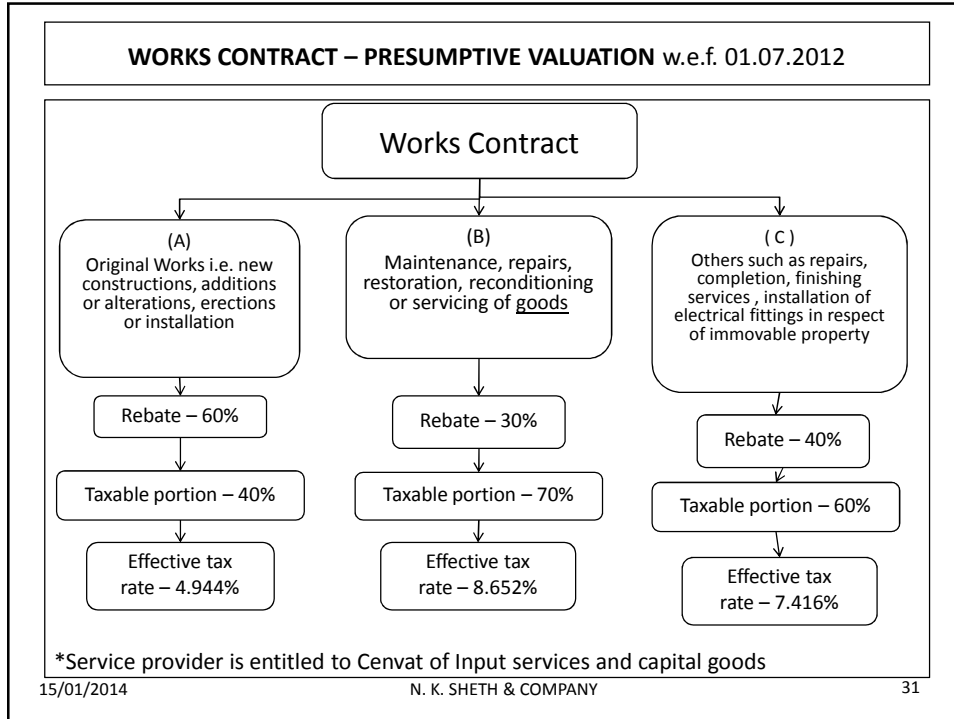 WORKS CONTRACT – PRESUMPTIVE VALUATION w.e.f. 01.07.2012
Works Contract
(A)
Original Works i.e. new
constructions, additions
or alterations, erections
or installation
Rebate – 60%
Taxable portion – 40%
Effective tax
rate – 4.944%
(B)
Maintenance, repairs,
restoration, reconditioning
or servicing of goods
Rebate – 30%
Taxable portion – 70%
Effective tax
rate – 8.652%
( C )
Others such as repairs,
completion, finishing
services , installation of
electrical fittings in respect
of immovable property
Rebate – 40%
Taxable portion – 60%
Effective tax
rate – 7.416%
*Service provider is entitled to Cenvat of Input services and capital goods
15/01/2014 N. K. SHETH & COMPANY 31